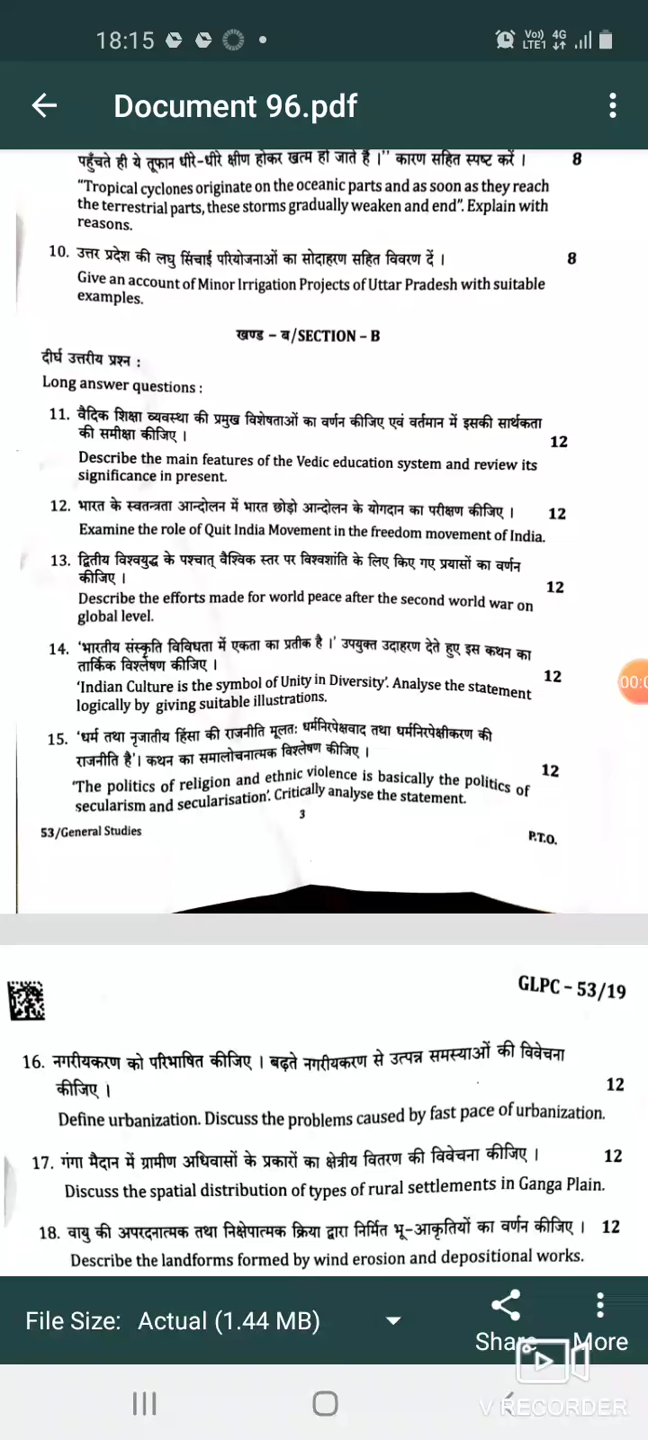 18:15
Vo)) 4G
LTE1
Document 96.pdf
पहुँचते ही ये तूफान धीरे-धीरे क्षीण होकर खत्म हो जाते है।" कारण सहित स्पष्ट करें । 8
"Tropical cyclones originate on the oceanic parts and as soon as they reach
the terrestrial parts, these storms gradually weaken and end". Explain with
reasons.
10. उत्तर प्रदेश की लघु सिंचाई परियोजनाओं का सोदाहरण सहित विवरण दें । 8
Give an account of Minor Irrigation Projects of Uttar Pradesh with suitable
examples.
खण्ड – ब/SECTION – B
दीर्घ उत्तरीय प्रश्न :
Long answer questions :
11. वैदिक शिक्षा व्यवस्था की प्रमुख विशेषताओं का वर्णन कीजिए एवं वर्तमान में इसकी सार्थकता
की समीक्षा कीजिए । 12
Describe the main features of the Vedic education system and review its
significance in present.
12. भारत के स्वतन्त्रता आन्दोलन में भारत छोड़ो आन्दोलन के योगदान का परीक्षण कीजिए । 12
Examine the role of Quit India Movement in the freedom movement of India.
13. द्वितीय विश्वयुद्ध के पश्चात् वैश्विक स्तर पर विश्वशांति के लिए किए गए प्रयासों का वर्णन
कीजिए । 12
Describe the efforts made for world peace after the second world war on
global level.
14. 'भारतीय संस्कृति विविधता में एकता का प्रतीक है ।' उपयुक्त उदाहरण देते हुए इस कथन का
तार्किक विश्लेषण कीजिए । 12
'Indian Culture is the symbol of Unity in Diversity'. Analyse the statement
logically by giving suitable illustrations.
15. 'धर्म तथा नृजातीय हिंसा की राजनीति मूलतः धर्मनिरपेक्षवाद तथा धर्मनिरपेक्षीकरण की
राजनीति है'। कथन का समालोचनात्मक विश्लेषण कीजिए । 12
'The politics of religion and ethnic violence is basically the politics of
secularism and secularisation'. Critically analyse the statement.
3
53/General Studies P.T.O.
GLPC – 53/19
16. नगरीयकरण को परिभाषित कीजिए । बढ़ते नगरीयकरण से उत्पन्न समस्याओं की विवेचना
कीजिए । 12
Define urbanization. Discuss the problems caused by fast pace of urbanization.
17. गंगा मैदान में ग्रामीण अधिवासों के प्रकारों का क्षेत्रीय वितरण की विवेचना कीजिए । 12
Discuss the spatial distribution of types of rural settlements in Ganga Plain.
18. वायु की अपरदनात्मक तथा निक्षेपात्मक क्रिया द्वारा निर्मित भू-आकृतियों का वर्णन कीजिए । 12
Describe the landforms formed by wind erosion and depositional works.
File Size: Actual (1.44 MB)
Share More
V RECORDER